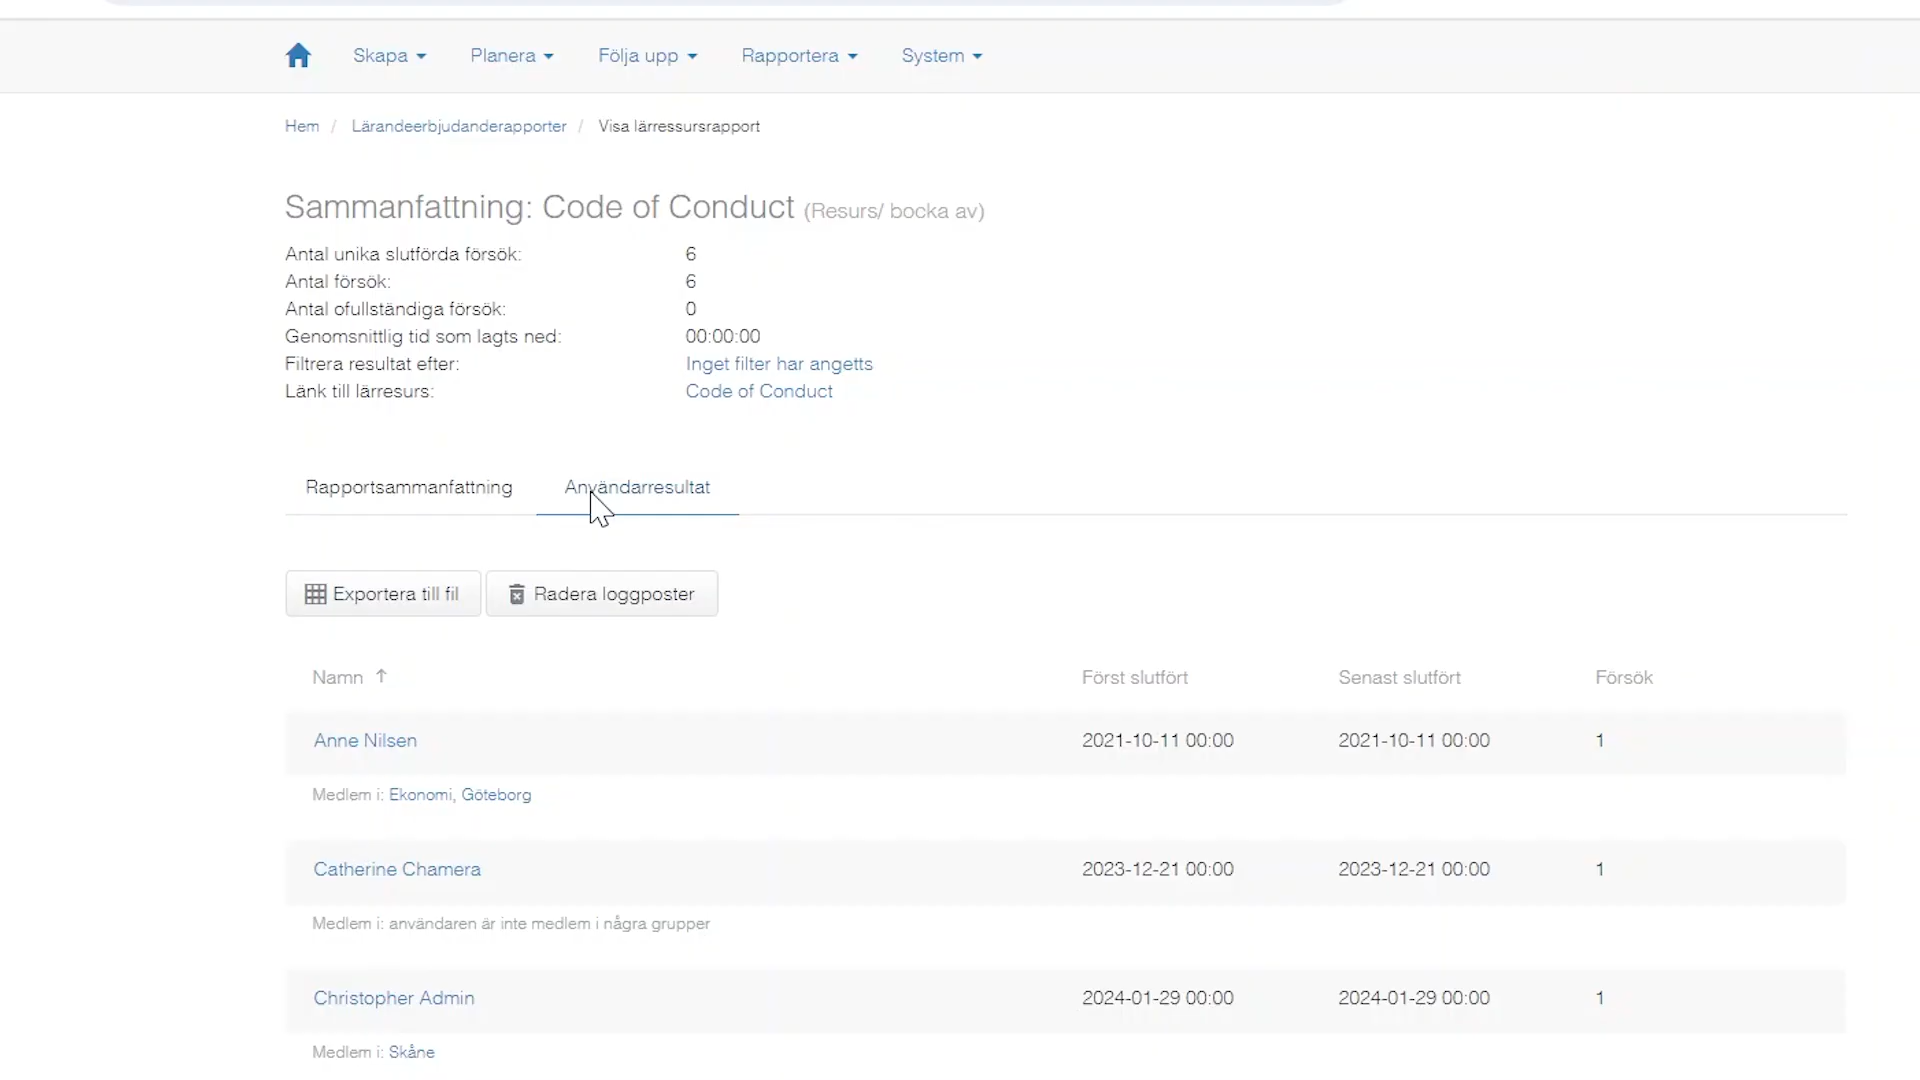 Skapa Planera Följa upp Rapportera System
Hem / Lärandeerbjudanderapporter / Visa lärressursrapport
Sammanfattning: Code of Conduct (Resurs/ bocka av)
Antal unika slutförda försök: 6
Antal försök: 6
Antal ofullständiga försök: 0
Genomsnittlig tid som lagts ned: 00:00:00
Filtrera resultat efter: Inget filter har angetts
Länk till lärresurs: Code of Conduct
Rapportsammanfattning Användarresultat
Exportera till fil Radera loggposter
Namn ↑ Först slutfört Senast slutfört Försök
Anne Nilsen 2021-10-11 00:00 2021-10-11 00:00 1
Medlem i: Ekonomi, Göteborg
Catherine Chamera 2023-12-21 00:00 2023-12-21 00:00 1
Medlem i: användaren är inte medlem i några grupper
Christopher Admin 2024-01-29 00:00 2024-01-29 00:00 1
Medlem i: Skåne